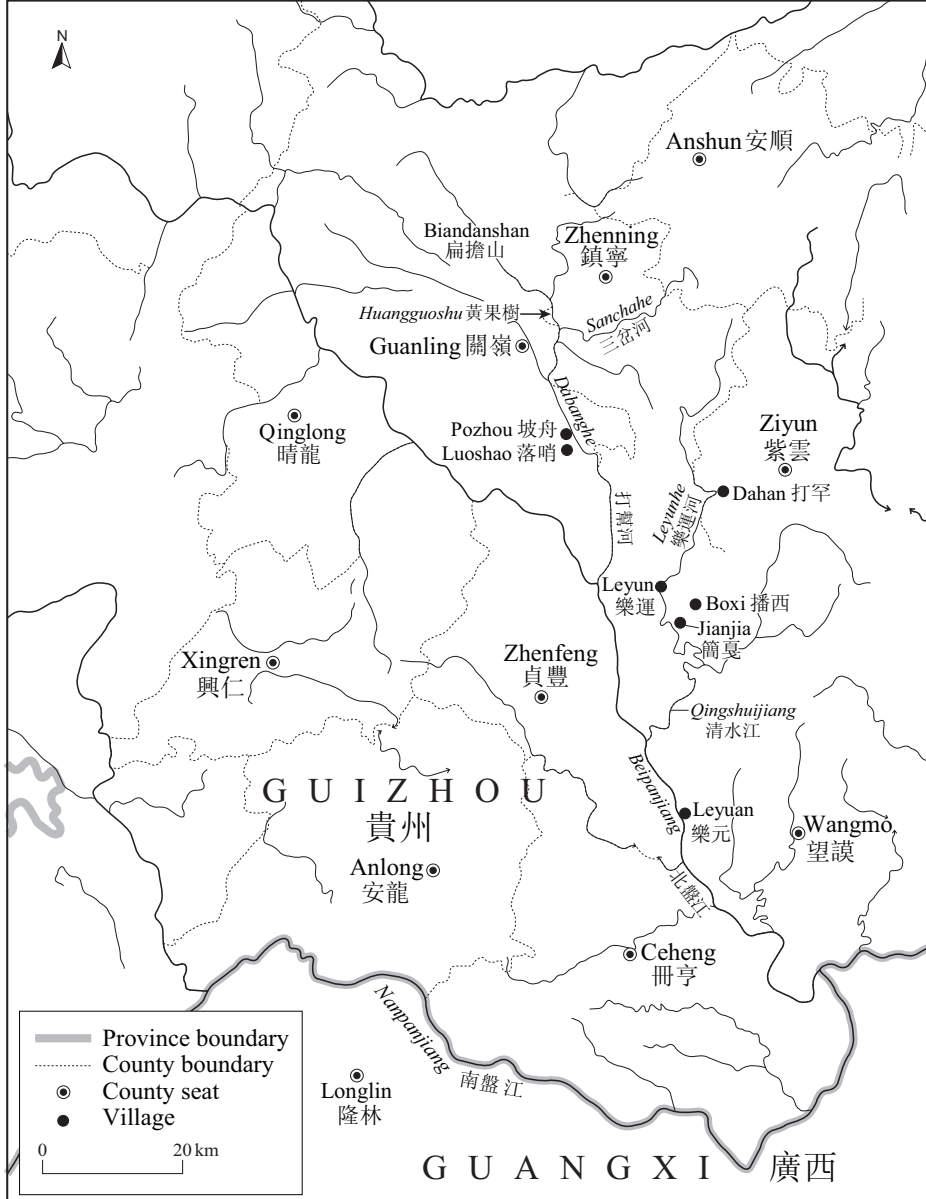 N
Anshun 安順
Biandanshan
扁擔山
Zhenning
鎮寧
Huangguoshu 黃果樹
Sanchahe
三岔河
Guanling 關嶺
Dabanghe
打幫河
Qinglong
晴龍
Pozhou 坡舟
Luoshao 落哨
Ziyun
紫雲
Dahan 打罕
Leyunhe
樂運河
Leyun
樂運
Boxi 播西
Jianjia
簡戛
Xingren
興仁
Zhenfeng
貞豐
Qingshuijiang
清水江
GUIZHOU
貴州
Beipanjiang
北盤江
Leyuan
樂元
Wangmo
望謨
Anlong
安龍
Ceheng
冊亨
Nanpanjiang
南盤江
Province boundary
County boundary
County seat
Village
0 20 km
Longlin
隆林
GUANGXI 廣西